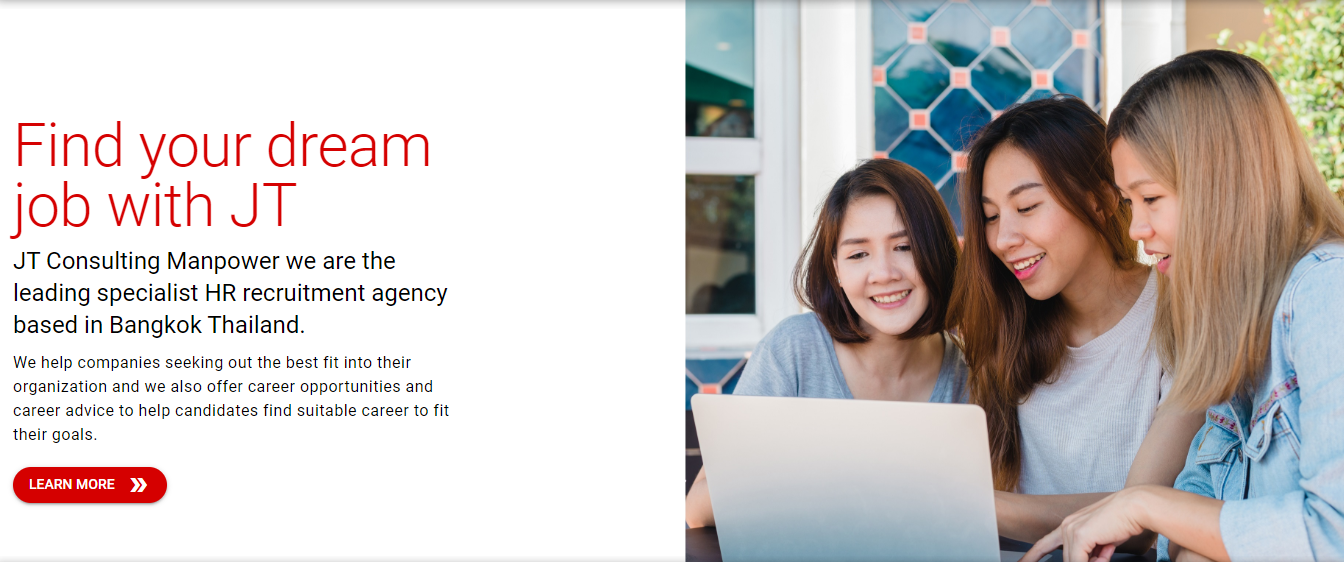 Find your dream
job with JT
JT Consulting Manpower we are the
leading specialist HR recruitment agency
based in Bangkok Thailand.
We help companies seeking out the best fit into their
organization and we also offer career opportunities and
career advice to help candidates find suitable career to fit
their goals.
LEARN MORE